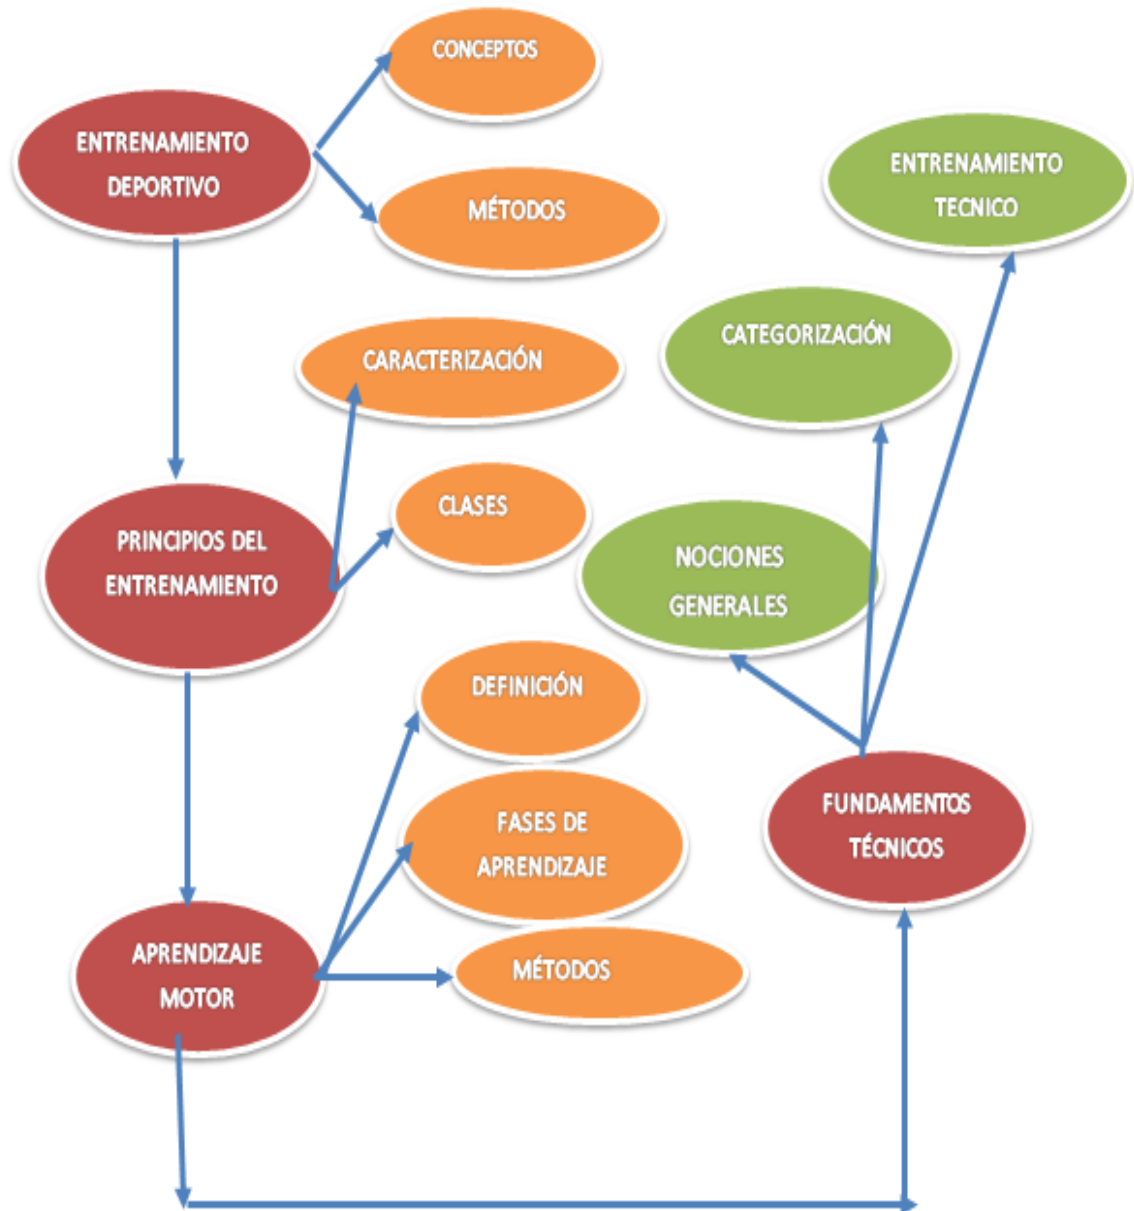 CONCEPTOS
ENTRENAMIENTO
DEPORTIVO
MÉTODOS
ENTRENAMIENTO
TECNICO
CARACTERIZACIÓN
CATEGORIZACIÓN
PRINCIPIOS DEL
ENTRENAMIENTO
CLASES
NOCIONES
GENERALES
DEFINICIÓN
FASES DE
APRENDIZAJE
FUNDAMENTOS
TÉCNICOS
APRENDIZAJE
MOTOR
MÉTODOS